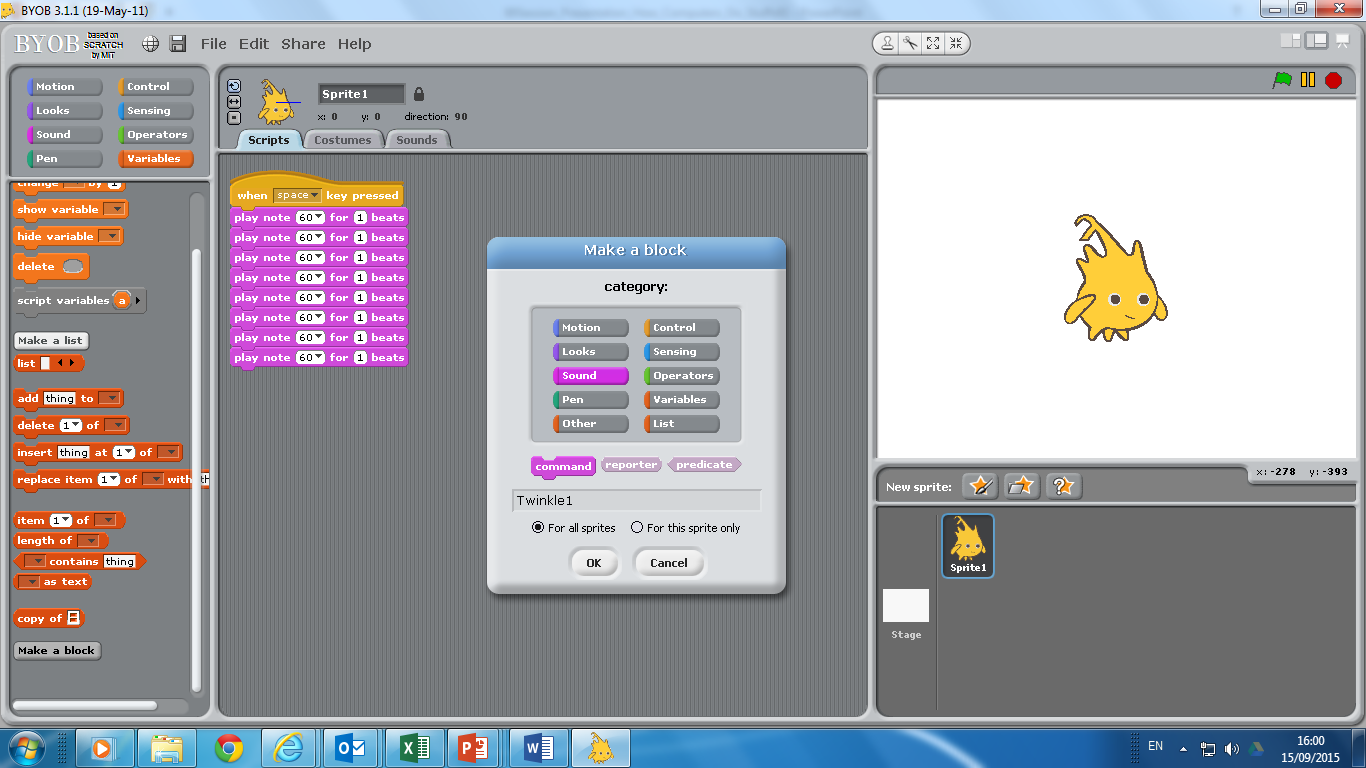 BYOB 3.1.1 (19-May-11)
BYOB
based on
SCRATCH
by MIT
File Edit Share Help
Motion Control
Looks Sensing
Sound Operators
Pen Variables
change by 1
show variable
hide variable
delete
script variables a
Make a list
list
add thing to
delete 1 of
insert thing at 1 of
replace item 1 of with
item 1 of
length of
contains thing
as text
copy of
Make a block
Sprite1
x: 0 y: 0 direction: 90
Scripts Costumes Sounds
when space key pressed
play note 60 for 1 beats
play note 60 for 1 beats
play note 60 for 1 beats
play note 60 for 1 beats
play note 60 for 1 beats
play note 60 for 1 beats
play note 60 for 1 beats
play note 60 for 1 beats
Make a block
category:
Motion Control
Looks Sensing
Sound Operators
Pen Variables
Other List
command reporter predicate
Twinkle1
For all sprites For this sprite only
OK Cancel
x: -278 y: -393
New sprite:
Sprite1
Stage
EN
16:00
15/09/2015